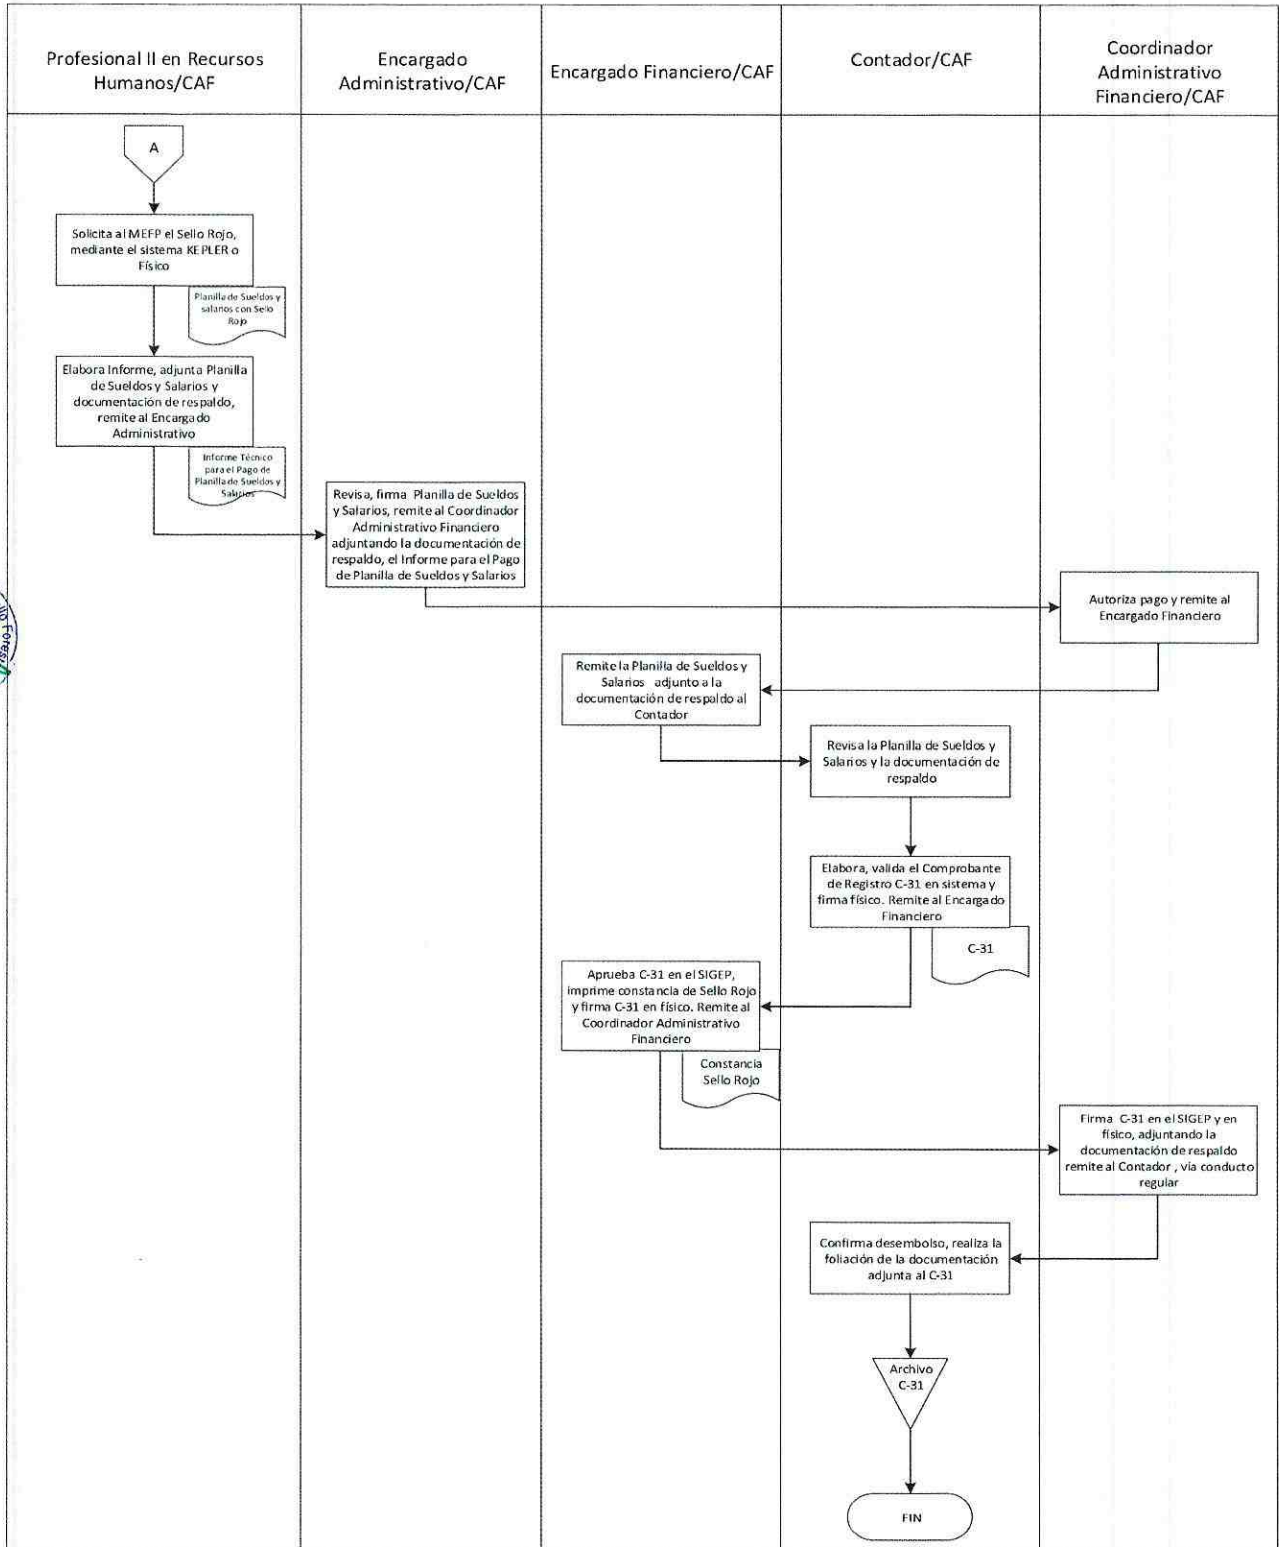 Profesional II en Recursos
Humanos/CAF
Encargado
Administrativo/CAF
Encargado Financiero/CAF
Contador/CAF
Coordinador
Administrativo
Financiero/CAF
A
Solicita al MEFP el Sello Rojo,
mediante el sistema KEPLER o
Físico
Planilla de Sueldos y
salarios con Sello
Rojo
Elabora Informe, adjunta Planilla
de Sueldos y Salarios y
documentación de respaldo,
remite al Encargado
Administrativo
Informe Técnico
para el Pago de
Planilla de Sueldos y
Salarios
Revisa, firma Planilla de Sueldos
y Salarios, remite al Coordinador
Administrativo Financiero
adjuntando la documentación de
respaldo, el Informe para el Pago
de Planilla de Sueldos y Salarios
Autoriza pago y remite al
Encargado Financiero
Remite la Planilla de Sueldos y
Salarios adjunto a la
documentación de respaldo al
Contador
Revisa la Planilla de Sueldos y
Salarios y la documentación de
respaldo
Elabora, valida el Comprobante
de Registro C-31 en sistema y
firma físico. Remite al Encargado
Financiero
C-31
Aprueba C-31 en el SIGEP,
imprime constancia de Sello Rojo
y firma C-31 en físico. Remite al
Coordinador Administrativo
Financiero
Constancia
Sello Rojo
Firma C-31 en el SIGEP y en
físico, adjuntando la
documentación de respaldo
remite al Contador , vía conducto
regular
Confirma desembolso, realiza la
foliación de la documentación
adjunta al C-31
Archivo
C-31
FIN